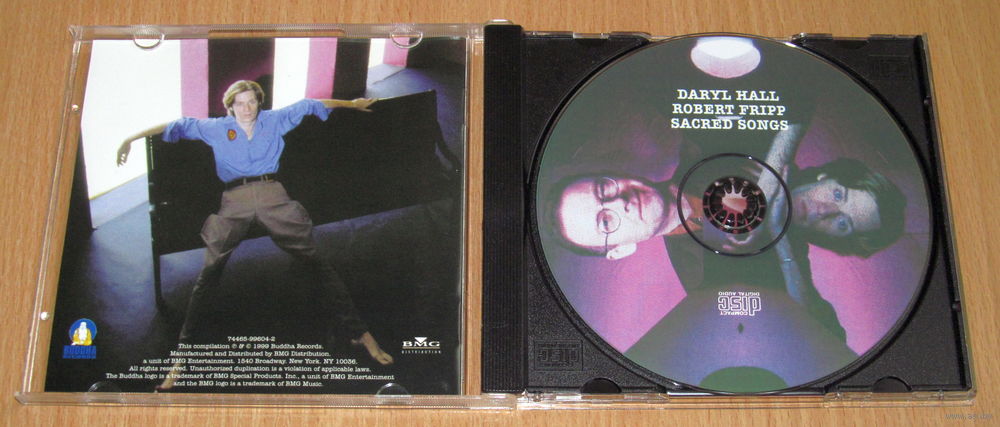 74465-99604-2
This compilation ℗ & © 1999 Buddha Records.
Manufactured and Distributed by BMG Distribution,
a unit of BMG Entertainment. 1540 Broadway. New York. NY 10036.
All rights reserved. Unauthorized duplication is a violation of applicable laws.
The Buddha logo is a trademark of BMG Special Products. Inc., a unit of BMG Entertainment
and the BMG logo is a trademark of BMG Music.
BUDDHA
RECORDS
BMG
DISTRIBUTION
DARYL HALL
ROBERT FRIPP
SACRED SONGS
COMPACT
disc
DIGITAL AUDIO
disc